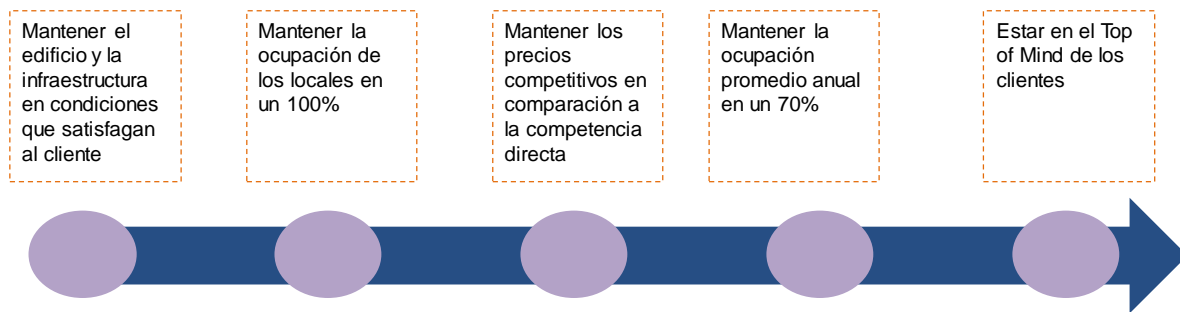 Mantener el
edificio y la
infraestructura
en condiciones
que satisfagan
al cliente
Mantener la
ocupación de
los locales en
un 100%
Mantener los
precios
competitivos en
comparación a
la competencia
directa
Mantener la
ocupación
promedio anual
en un 70%
Estar en el Top
of Mind de los
clientes